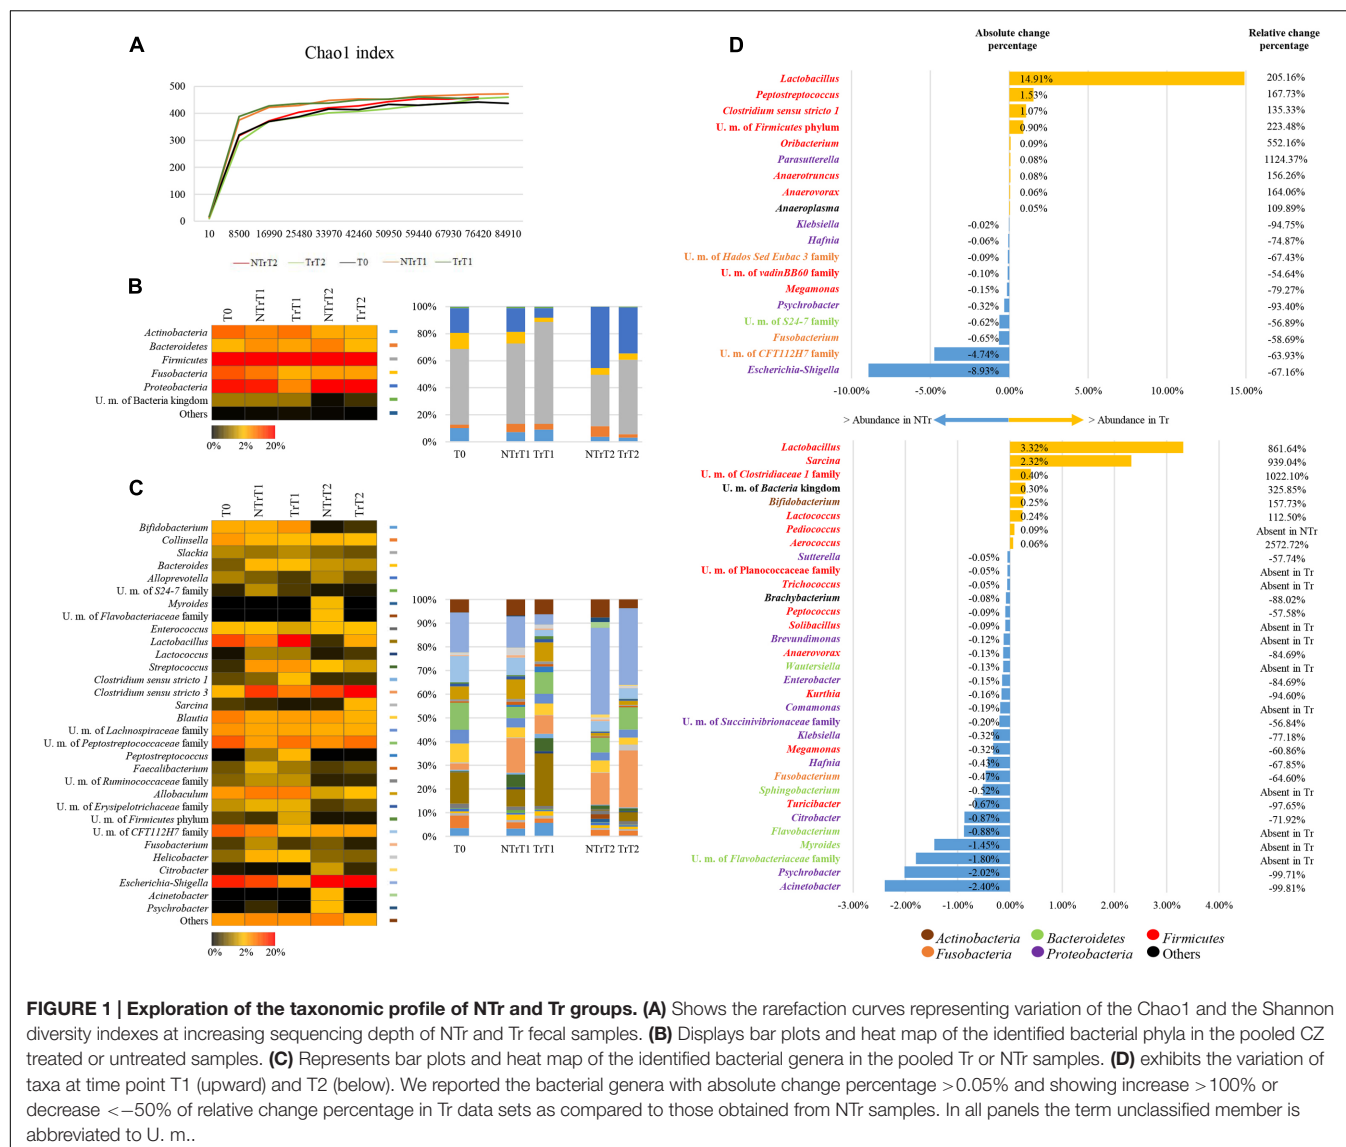 A
Chao1 index
500
400
300
200
100
0
10 8500 16990 25480 33970 42460 50950 59440 67930 76420 84910
NTrT2 TrT2 T0 NTrT1 TrT1
B
T0 NTrT1 TrT1 NTrT2 TrT2
Actinobacteria
Bacteroidetes
Firmicutes
Fusobacteria
Proteobacteria
U. m. of Bacteria kingdom
Others
0% 2% 20%
100%
80%
60%
40%
20%
0%
T0 NTrT1 TrT1 NTrT2 TrT2
C
T0 NTrT1 TrT1 NTrT2 TrT2
Bifidobacterium
Collinsella
Slackia
Bacteroides
Alloprevotella
U. m. of S24-7 family
Myroides
U. m. of Flavobacteriaceae family
Enterococcus
Lactobacillus
Lactococcus
Streptococcus
Clostridium sensu stricto 1
Clostridium sensu stricto 3
Sarcina
Blautia
U. m. of Lachnospiraceae family
U. m. of Peptostreptococcaceae family
Peptostreptococcus
Faecalibacterium
U. m. of Ruminococcaceae family
Allobaculum
U. m. of Erysipelotrichaceae family
U. m. of Firmicutes phylum
U. m. of CFT112H7 family
Fusobacterium
Helicobacter
Citrobacter
Escherichia-Shigella
Acinetobacter
Psychrobacter
Others
0% 2% 20%
100%
90%
80%
70%
60%
50%
40%
30%
20%
10%
0%
T0 NTrT1 TrT1 NTrT2 TrT2
D
Absolute change percentage
Relative change percentage
Lactobacillus 14.91% 205.16%
Peptostreptococcus 1.53% 167.73%
Clostridium sensu stricto 1 1.07% 135.33%
U. m. of Firmicutes phylum 0.90% 223.48%
Oribacterium 0.09% 552.16%
Parasutterella 0.08% 1124.37%
Anaerotruncus 0.08% 156.26%
Anaerovorax 0.06% 164.06%
Anaeroplasma 0.05% 109.89%
Klebsiella -0.02% -94.75%
Hafnia -0.06% -74.87%
U. m. of Hados Sed Eubac 3 family -0.09% -67.43%
U. m. of vadinBB60 family -0.10% -54.64%
Megamonas -0.15% -79.27%
Psychrobacter -0.32% -93.40%
U. m. of S24-7 family -0.62% -56.89%
Fusobacterium -0.65% -58.69%
U. m. of CFT112H7 family -4.74% -63.93%
Escherichia-Shigella -8.93% -67.16%
-10.00% -5.00% 0.00% 5.00% 10.00% 15.00%
> Abundance in NTr > Abundance in Tr
Lactobacillus 3.32% 861.64%
Sarcina 2.32% 939.04%
U. m. of Clostridiaceae 1 family 0.40% 1022.10%
U. m. of Bacteria kingdom 0.30% 325.85%
Bifidobacterium 0.25% 157.73%
Lactococcus 0.24% 112.50%
Pediococcus 0.09% Absent in NTr
Aerococcus 0.06% 2572.72%
Sutterella -0.05% -57.74%
U. m. of Planococcaceae family -0.05% Absent in Tr
Trichococcus -0.05% Absent in Tr
Brachybacterium -0.08% -88.02%
Peptococcus -0.09% -57.58%
Solibacillus -0.09% Absent in Tr
Brevundimonas -0.12% Absent in Tr
Anaerovorax -0.13% -84.69%
Wautersiella -0.13% Absent in Tr
Enterobacter -0.15% -84.69%
Kurthia -0.16% -94.60%
Comamonas -0.19% Absent in Tr
U. m. of Succinivibrionaceae family -0.20% -56.84%
Klebsiella -0.32% -77.18%
Megamonas -0.32% -60.86%
Hafnia -0.43% -67.85%
Fusobacterium -0.47% -64.60%
Sphingobacterium -0.52% Absent in Tr
Turicibacter -0.67% -97.65%
Citrobacter -0.87% -71.92%
Flavobacterium -0.88% Absent in Tr
Myroides -1.45% Absent in Tr
U. m. of Flavobacteriaceae family -1.80% Absent in Tr
Psychrobacter -2.02% -99.71%
Acinetobacter -2.40% -99.81%
-3.00% -2.00% -1.00% 0.00% 1.00% 2.00% 3.00% 4.00%
Actinobacteria Bacteroidetes Firmicutes
Fusobacteria Proteobacteria Others
FIGURE 1 | Exploration of the taxonomic profile of NTr and Tr groups. (A) Shows the rarefaction curves representing variation of the Chao1 and the Shannon
diversity indexes at increasing sequencing depth of NTr and Tr fecal samples. (B) Displays bar plots and heat map of the identified bacterial phyla in the pooled CZ
treated or untreated samples. (C) Represents bar plots and heat map of the identified bacterial genera in the pooled Tr or NTr samples. (D) exhibits the variation of
taxa at time point T1 (upward) and T2 (below). We reported the bacterial genera with absolute change percentage >0.05% and showing increase >100% or
decrease <−50% of relative change percentage in Tr data sets as compared to those obtained from NTr samples. In all panels the term unclassified member is
abbreviated to U. m..